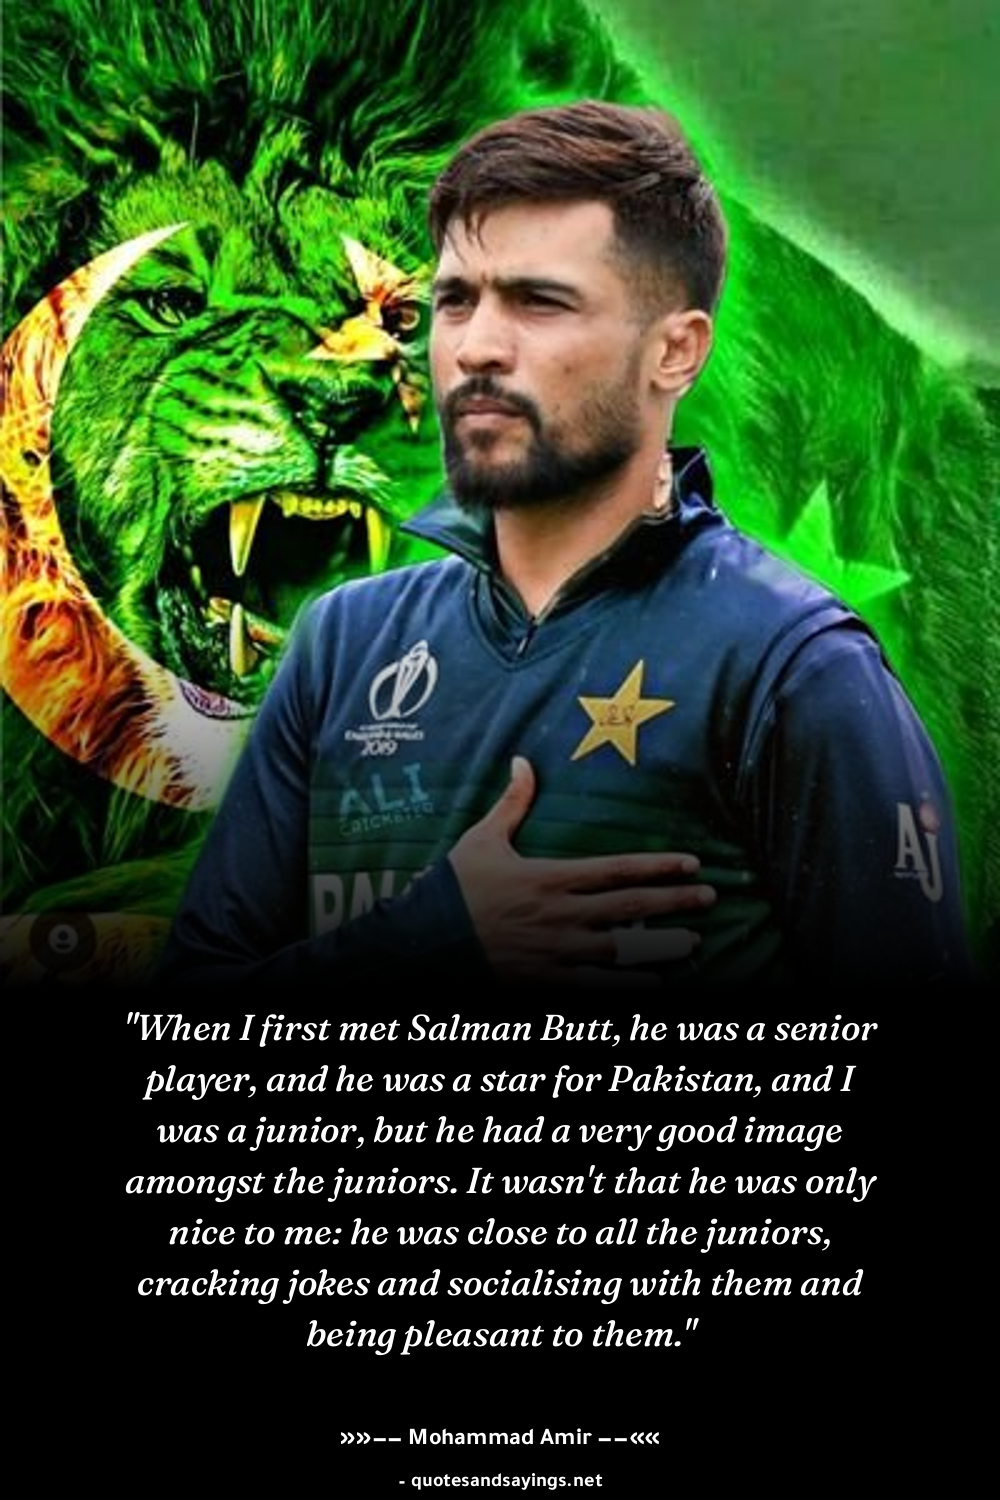 2019
ALI
AJ
"When I first met Salman Butt, he was a senior
player, and he was a star for Pakistan, and I
was a junior, but he had a very good image
amongst the juniors. It wasn't that he was only
nice to me: he was close to all the juniors,
cracking jokes and socialising with them and
being pleasant to them."
»»–– Mohammad Amir ––««
- quotesandsayings.net